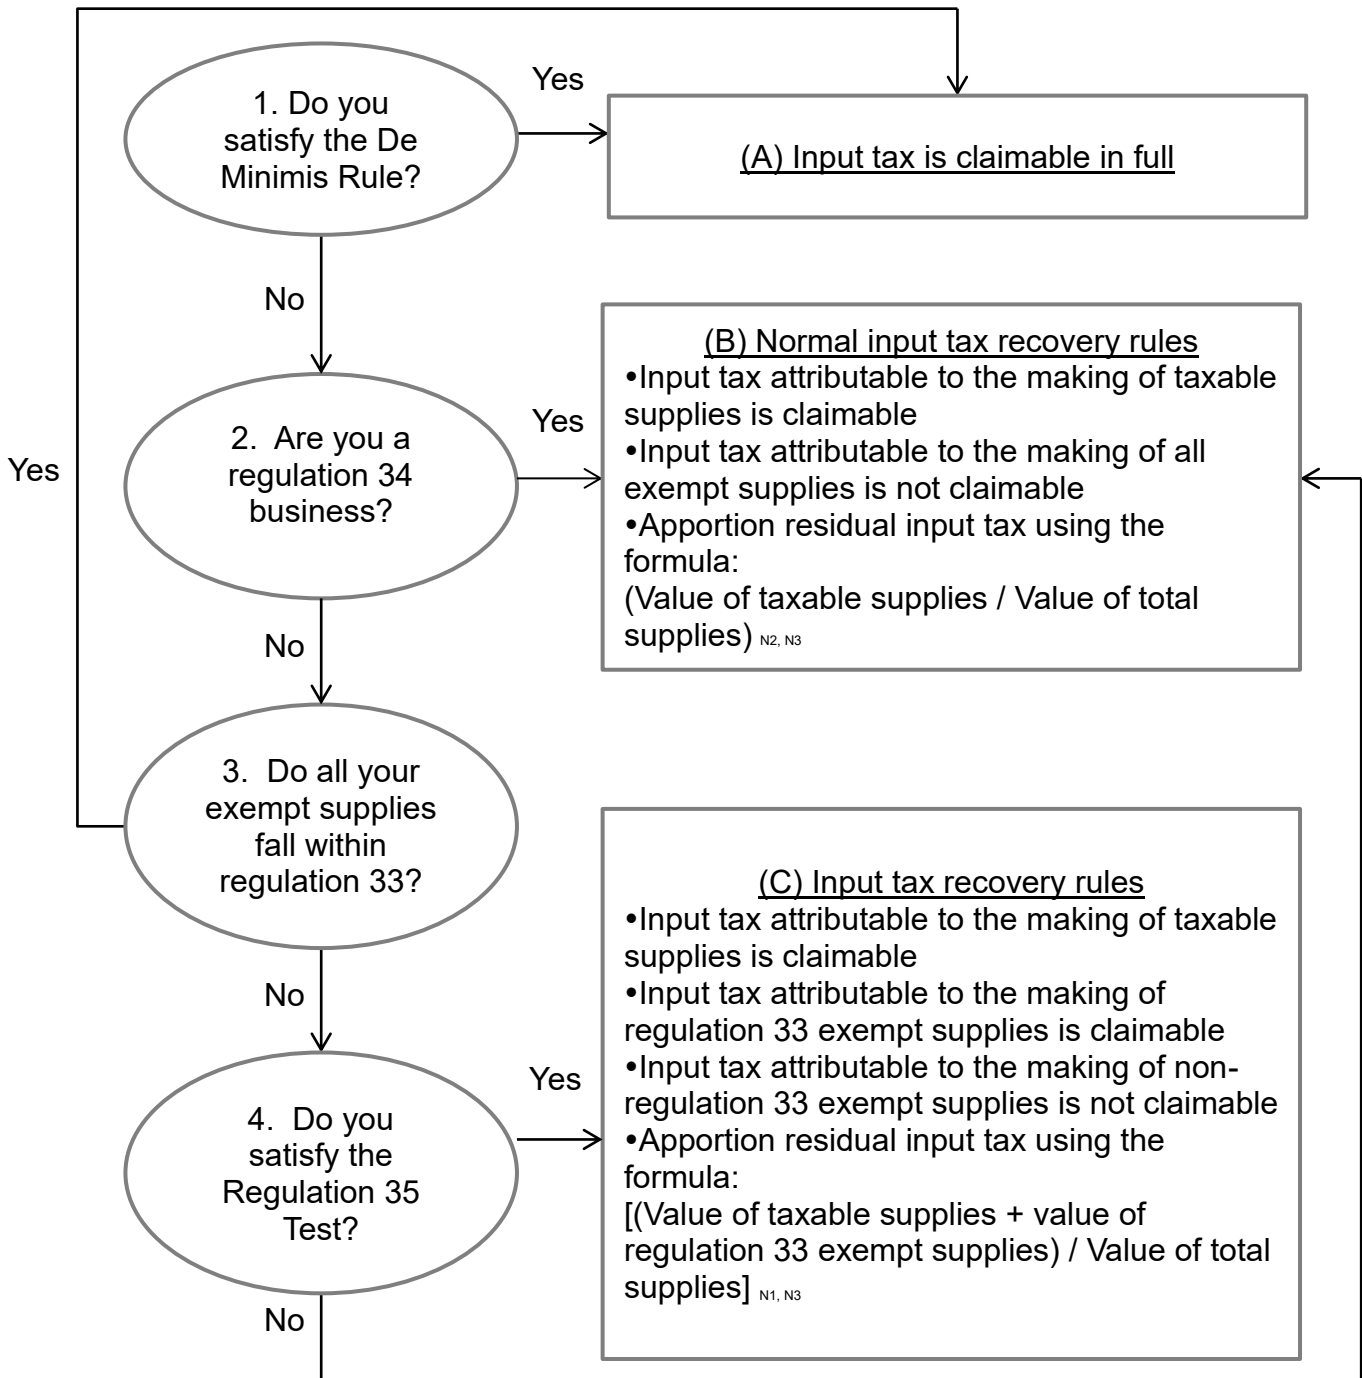 1. Do you
satisfy the De
Minimis Rule?
Yes
(A) Input tax is claimable in full
No
2. Are you a
regulation 34
business?
Yes
(B) Normal input tax recovery rules
•Input tax attributable to the making of taxable
supplies is claimable
•Input tax attributable to the making of all
exempt supplies is not claimable
•Apportion residual input tax using the
formula:
(Value of taxable supplies / Value of total
supplies) N2, N3
Yes
No
3. Do all your
exempt supplies
fall within
regulation 33?
No
4. Do you
satisfy the
Regulation 35
Test?
Yes
(C) Input tax recovery rules
•Input tax attributable to the making of taxable
supplies is claimable
•Input tax attributable to the making of
regulation 33 exempt supplies is claimable
•Input tax attributable to the making of non-
regulation 33 exempt supplies is not claimable
•Apportion residual input tax using the
formula:
[(Value of taxable supplies + value of
regulation 33 exempt supplies) / Value of total
supplies] N1, N3
No